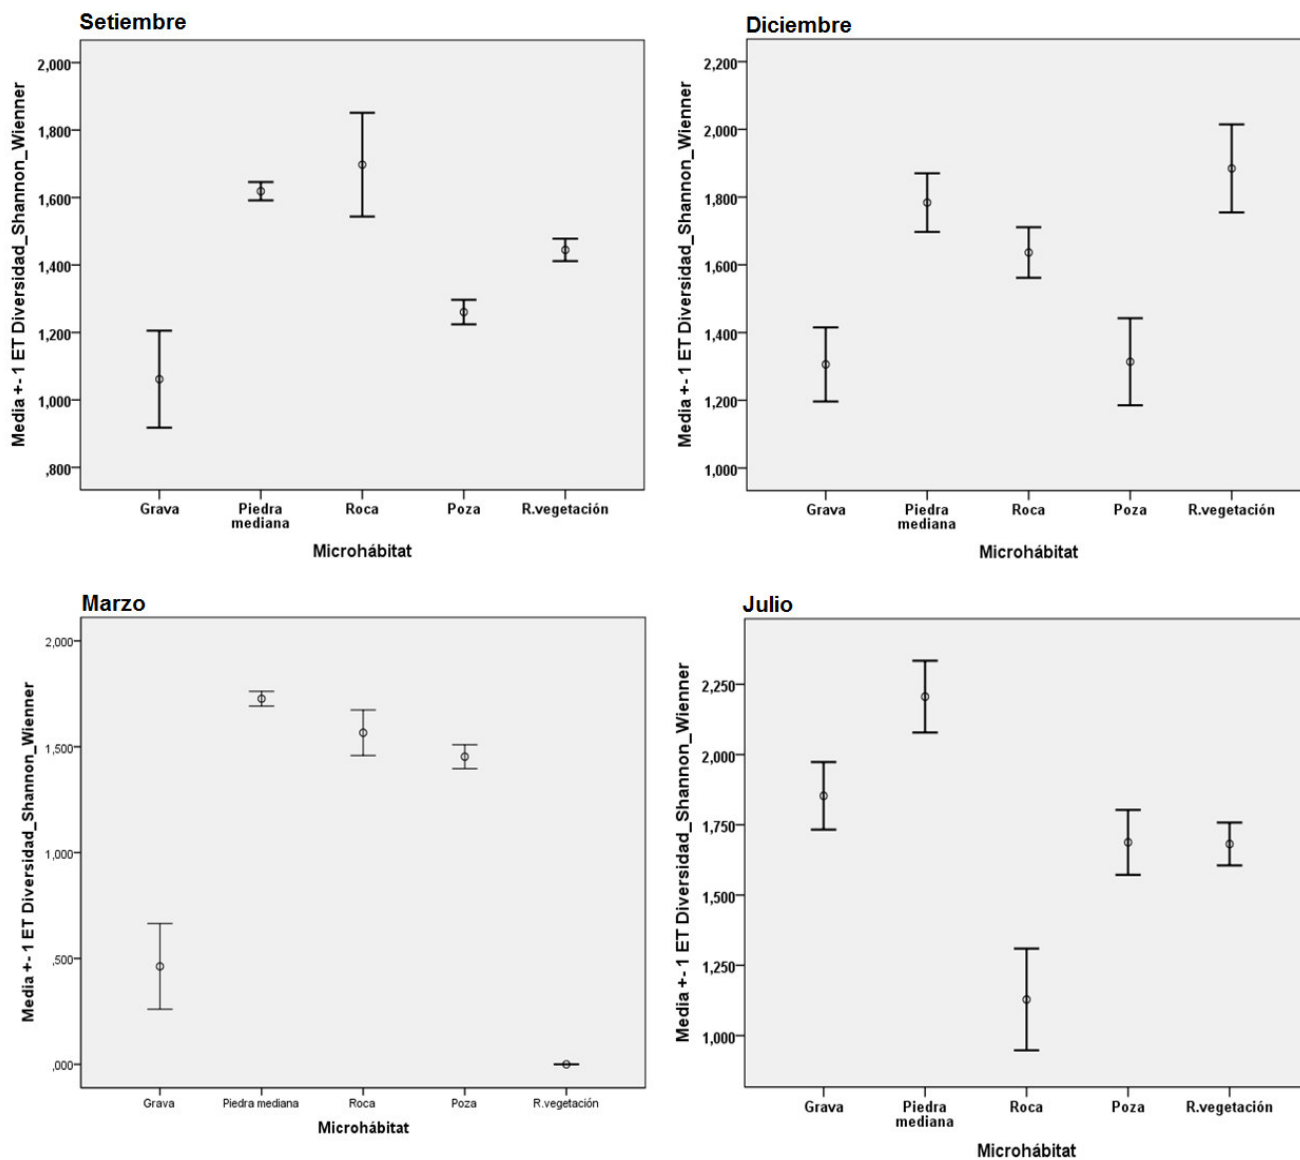 Setiembre
Media +- 1 ET Diversidad_Shannon_Wienner
2,000
1,800
1,600
1,400
1,200
1,000
,800
Grava
Piedra
mediana
Roca
Poza
R.vegetación
Microhábitat
Diciembre
Media +- 1 ET Diversidad_Shannon_Wienner
2,200
2,000
1,800
1,600
1,400
1,200
1,000
Grava
Piedra
mediana
Roca
Poza
R.vegetación
Microhábitat
Marzo
Media +- 1 ET Diversidad_Shannon_Wienner
2,000
1,500
1,000
,500
,000
Grava
Piedra mediana
Roca
Poza
R.vegetación
Microhábitat
Julio
Media +- 1 ET Diversidad_Shannon_Wienner
2,250
2,000
1,750
1,500
1,250
1,000
Grava
Piedra
mediana
Roca
Poza
R.vegetación
Microhábitat